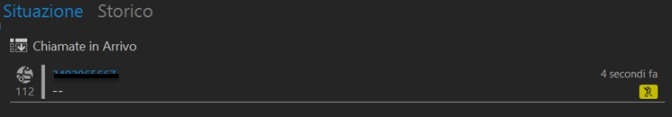 Situazione Storico
Chiamate in Arrivo
4 secondi fa
112 --